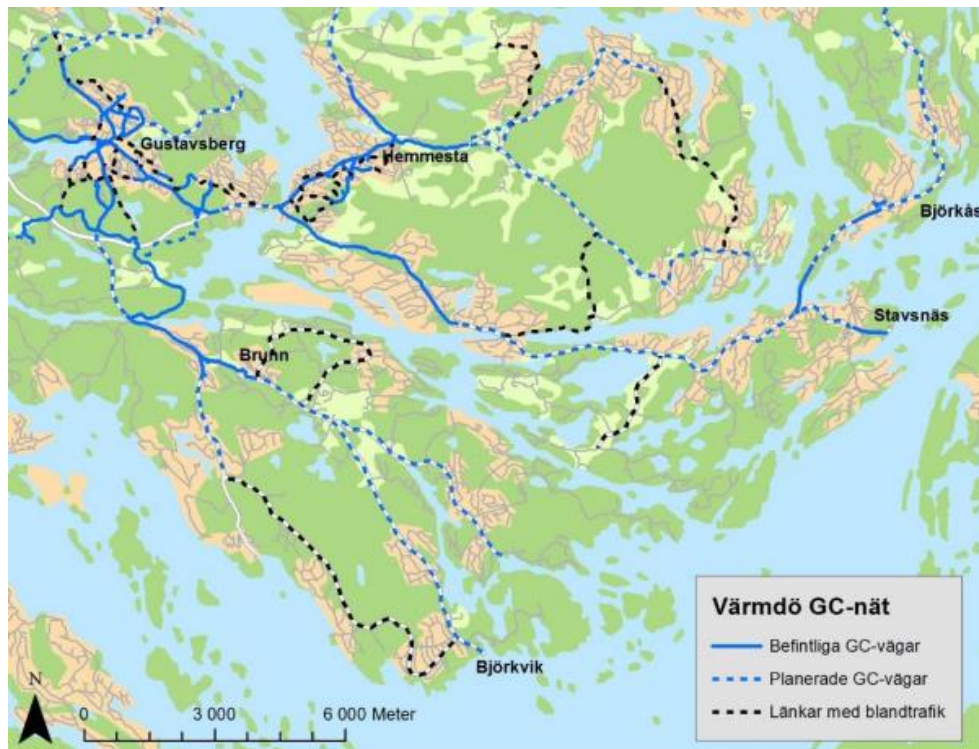 Gustavsberg
Hemmesta
Björkås
Stavsnäs
Brunn
Björkvik
Värmdö GC-nät
Befintliga GC-vägar
Planerade GC-vägar
Länkar med blandtrafik
N
0 3 000 6 000 Meter